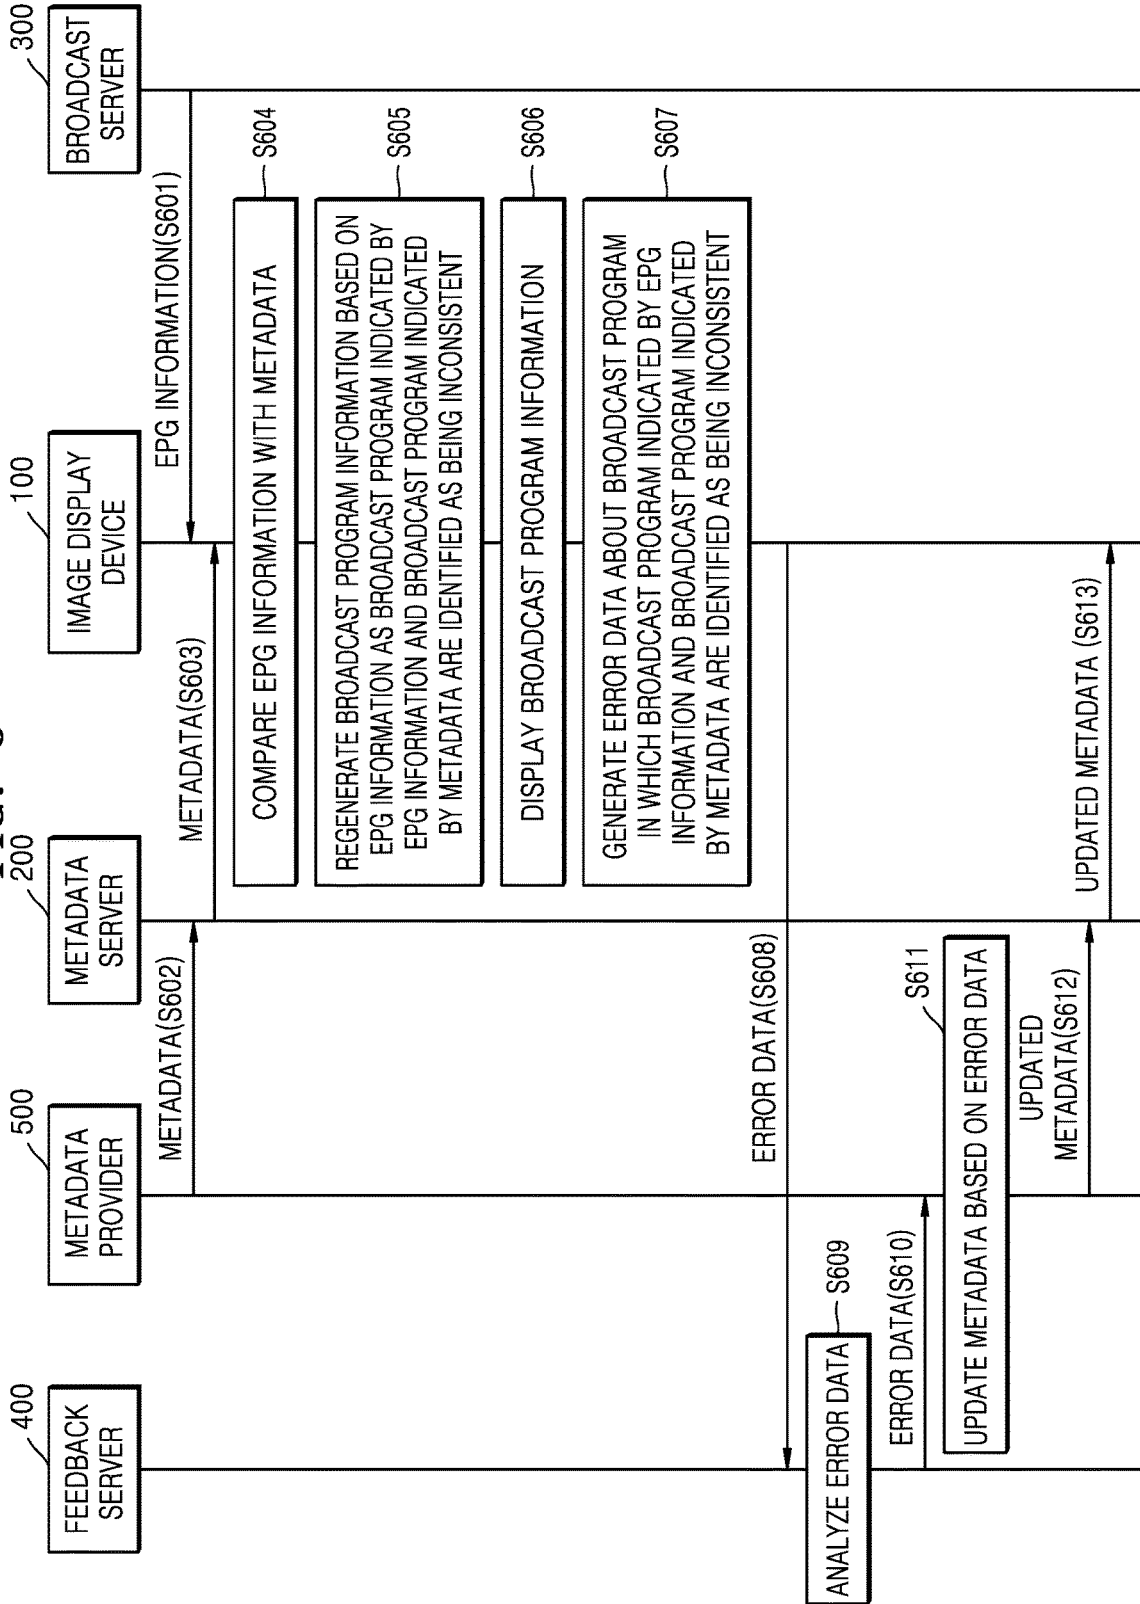 400
FEEDBACK
SERVER
500
METADATA
PROVIDER
200
METADATA
SERVER
100
IMAGE DISPLAY
DEVICE
300
BROADCAST
SERVER
EPG INFORMATION(S601)
METADATA(S602)
METADATA(S603)
COMPARE EPG INFORMATION WITH METADATA
S604
REGENERATE BROADCAST PROGRAM INFORMATION BASED ON
EPG INFORMATION AS BROADCAST PROGRAM INDICATED BY
EPG INFORMATION AND BROADCAST PROGRAM INDICATED
BY METADATA ARE IDENTIFIED AS BEING INCONSISTENT
S605
DISPLAY BROADCAST PROGRAM INFORMATION
S606
GENERATE ERROR DATA ABOUT BROADCAST PROGRAM
IN WHICH BROADCAST PROGRAM INDICATED BY EPG
INFORMATION AND BROADCAST PROGRAM INDICATED
BY METADATA ARE IDENTIFIED AS BEING INCONSISTENT
S607
ERROR DATA(S608)
ANALYZE ERROR DATA
S609
ERROR DATA(S610)
S611
UPDATE METADATA BASED ON ERROR DATA
UPDATED
METADATA(S612)
UPDATED METADATA (S613)